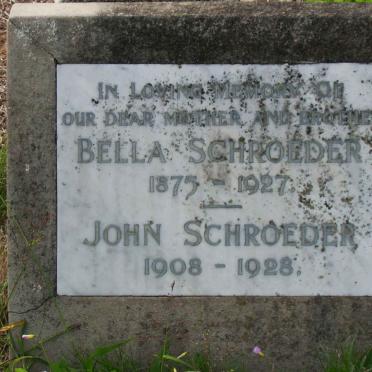 In Loving Memory Of
our dear mother and brother
Bella Schroeder
1875 - 1927
John Schroeder
1908 - 1928.